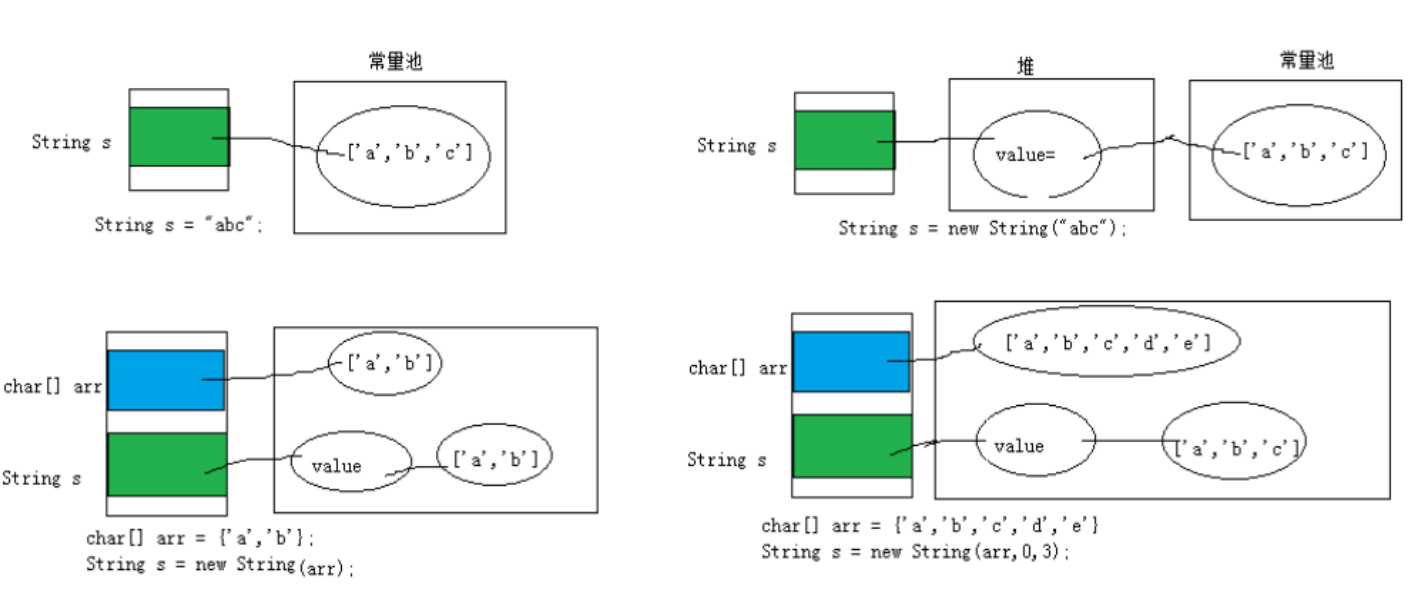 常量池
String s
['a','b','c']
String s = "abc";
堆
常量池
String s
value=
['a','b','c']
String s = new String("abc");
char[] arr
['a','b']
String s
value
['a','b']
char[] arr = {'a','b'};
String s = new String(arr);
char[] arr
['a','b','c','d','e']
String s
value
['a','b','c']
char[] arr = {'a','b','c','d','e'}
String s = new String(arr,0,3);